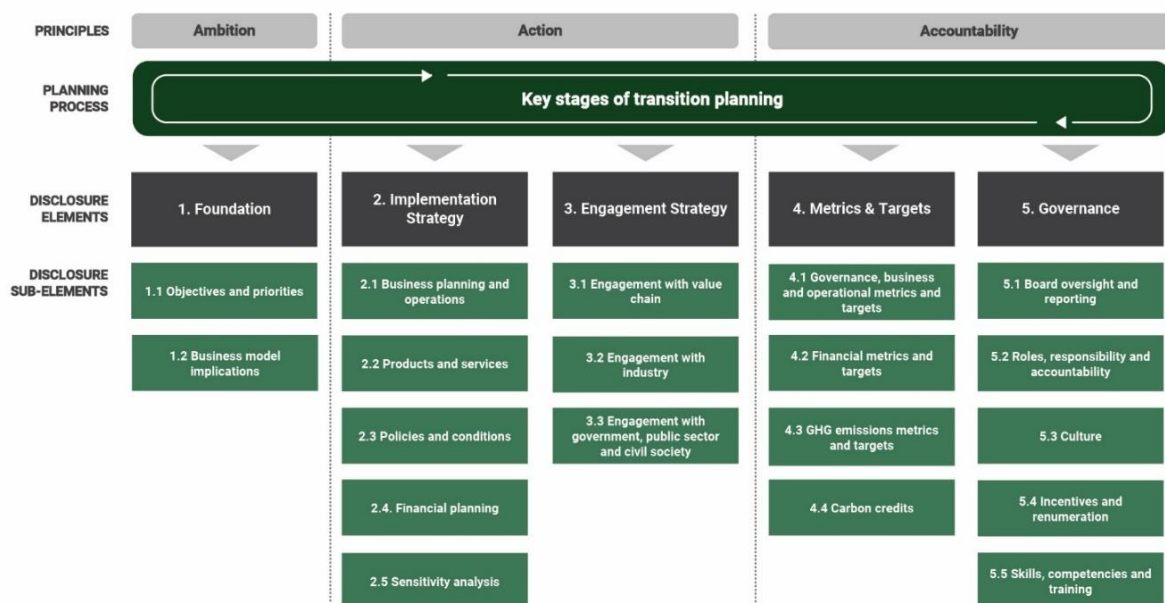 PRINCIPLES
Ambition
Action
Accountability
PLANNING
PROCESS
Key stages of transition planning
DISCLOSURE
ELEMENTS
1. Foundation
2. Implementation
Strategy
3. Engagement Strategy
4. Metrics & Targets
5. Governance
DISCLOSURE
SUB-ELEMENTS
1.1 Objectives and priorities
2.1 Business planning and
operations
3.1 Engagement with value
chain
4.1 Governance, business
and operational metrics and
targets
5.1 Board oversight and
reporting
1.2 Business model
implications
2.2 Products and services
3.2 Engagement with
industry
4.2 Financial metrics and
targets
5.2 Roles, responsibility and
accountability
2.3 Policies and conditions
3.3 Engagement with
government, public sector
and civil society
4.3 GHG emissions metrics
and targets
5.3 Culture
2.4. Financial planning
4.4 Carbon credits
5.4 Incentives and
renumeration
2.5 Sensitivity analysis
5.5 Skills, competencies and
training